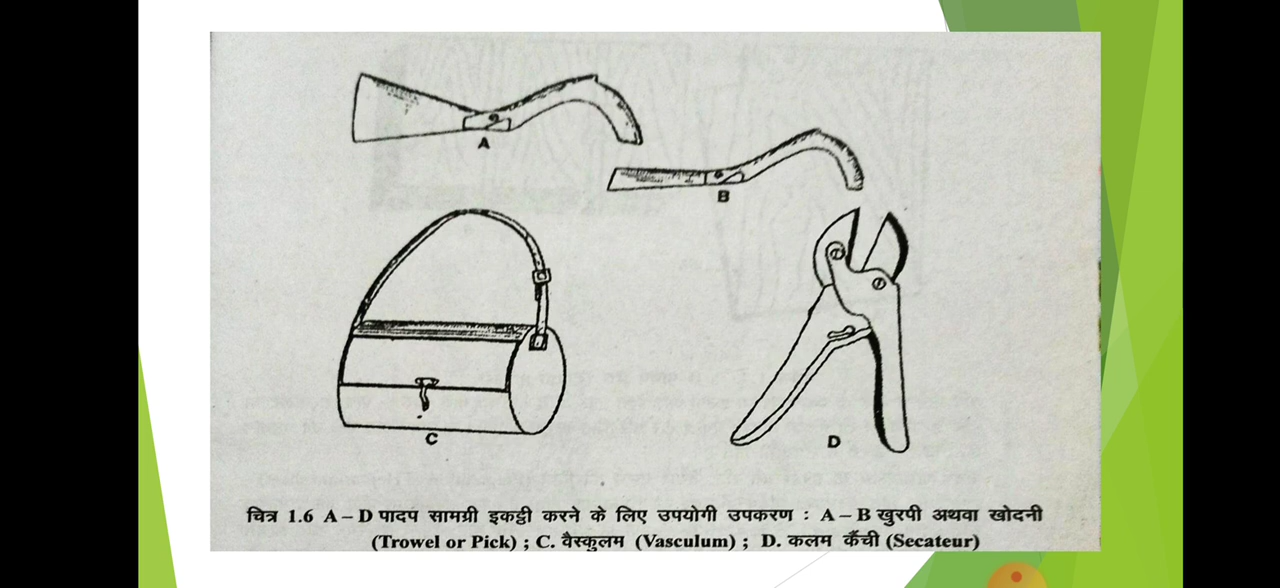 A
B
C
D
चित्र 1.6 A – D पादप सामग्री इकट्ठी करने के लिए उपयोगी उपकरण : A – B खुरपी अथवा खोदनी
(Trowel or Pick) ; C. वैस्कुलम (Vasculum) ; D. कलम कैंची (Secateur)